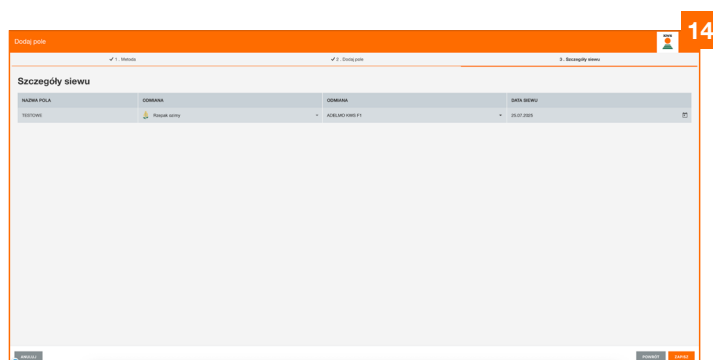 14
Dodaj pole
KWS
✓ 1 . Metoda
✓ 2 . Dodaj pole
3 . Szczegóły siewu
Szczegóły siewu
NAZWA POLA ODMIANA ODMIANA DATA SIEWU
TESTOWE Rzepak ozimy ADELMO KWS F1 25.07.2025
ANULUJ POWRÓT ZAPISZ